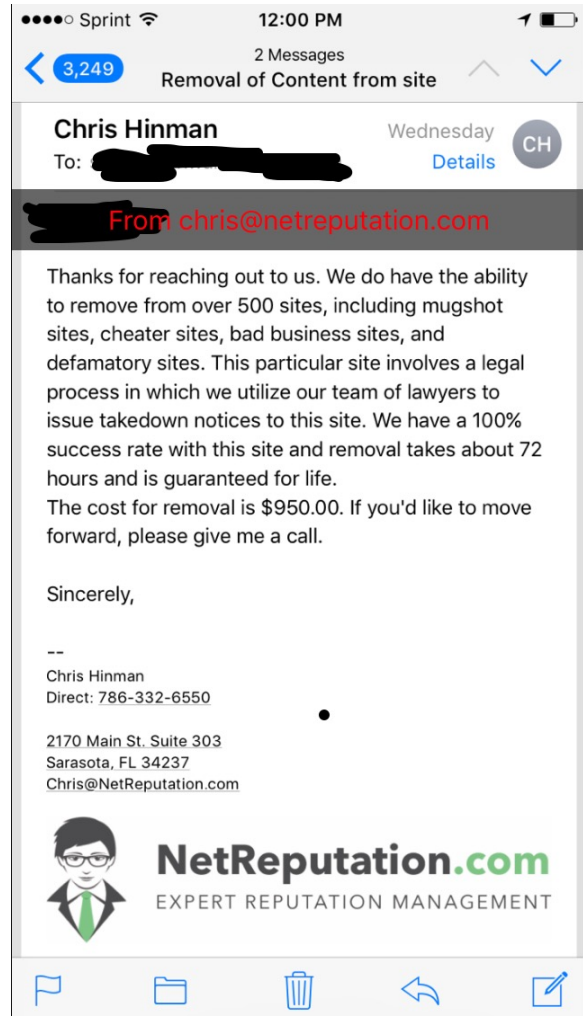 Sprint 12:00 PM
3,249
2 Messages
Removal of Content from site
Chris Hinman
Wednesday
CH
To:
Details
From chris@netreputation.com
Thanks for reaching out to us. We do have the ability
to remove from over 500 sites, including mugshot
sites, cheater sites, bad business sites, and
defamatory sites. This particular site involves a legal
process in which we utilize our team of lawyers to
issue takedown notices to this site. We have a 100%
success rate with this site and removal takes about 72
hours and is guaranteed for life.
The cost for removal is $950.00. If you'd like to move
forward, please give me a call.
Sincerely,
--
Chris Hinman
Direct: 786-332-6550
2170 Main St. Suite 303
Sarasota, FL 34237
Chris@NetReputation.com
NetReputation.com
EXPERT REPUTATION MANAGEMENT